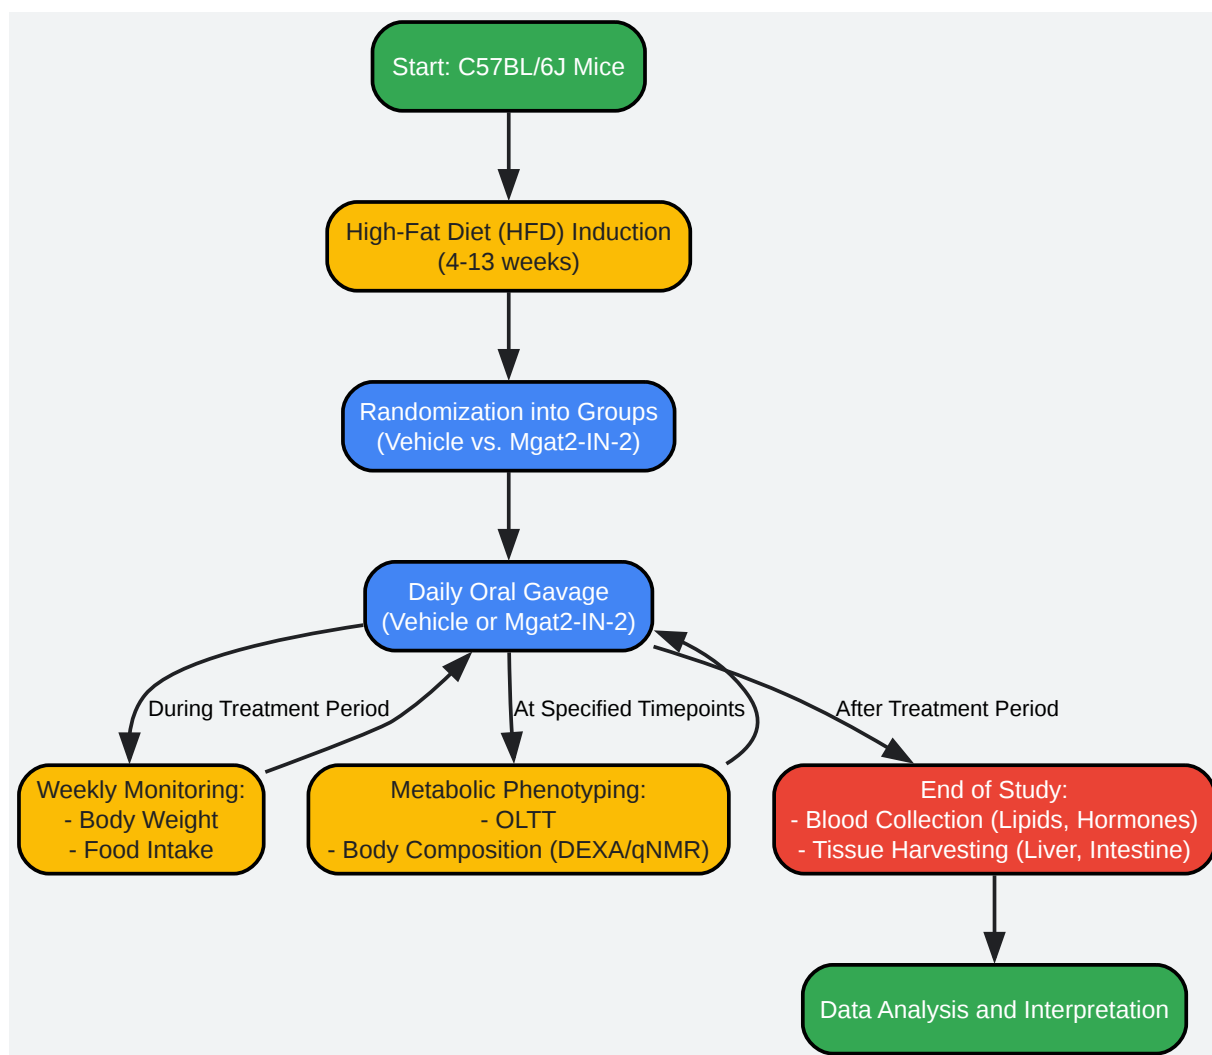 Start: C57BL/6J Mice
High-Fat Diet (HFD) Induction
(4-13 weeks)
Randomization into Groups
(Vehicle vs. Mgat2-IN-2)
Daily Oral Gavage
(Vehicle or Mgat2-IN-2)
During Treatment Period
At Specified Timepoints
After Treatment Period
Weekly Monitoring:
- Body Weight
- Food Intake
Metabolic Phenotyping:
- OLTT
- Body Composition (DEXA/qNMR)
End of Study:
- Blood Collection (Lipids, Hormones)
- Tissue Harvesting (Liver, Intestine)
Data Analysis and Interpretation